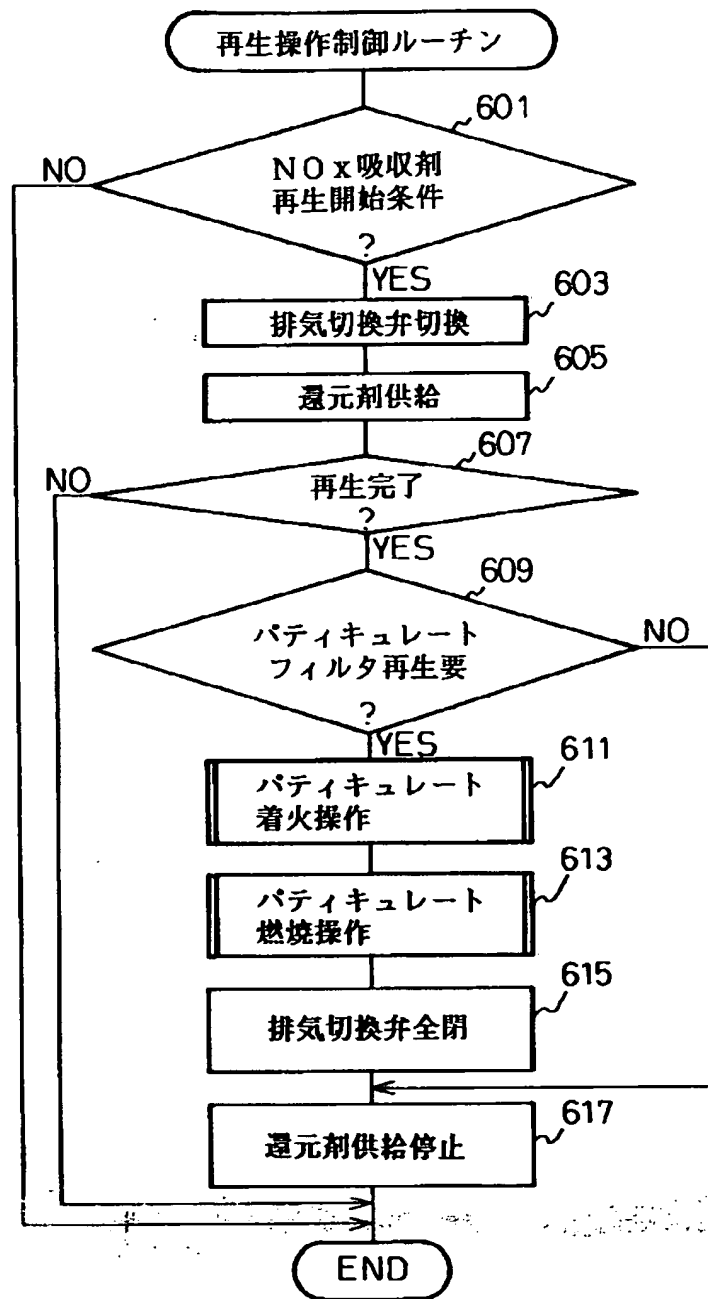 再生操作制御ルーチン
601
NO
NOx吸収剤
再生開始条件
?
YES
603
排気切換弁切換
605
還元剤供給
607
NO
再生完了
?
YES
609
パティキュレート
フィルタ再生要
NO
?
YES
611
パティキュレート
着火操作
613
パティキュレート
燃焼操作
615
排気切換弁全閉
617
還元剤供給停止
END